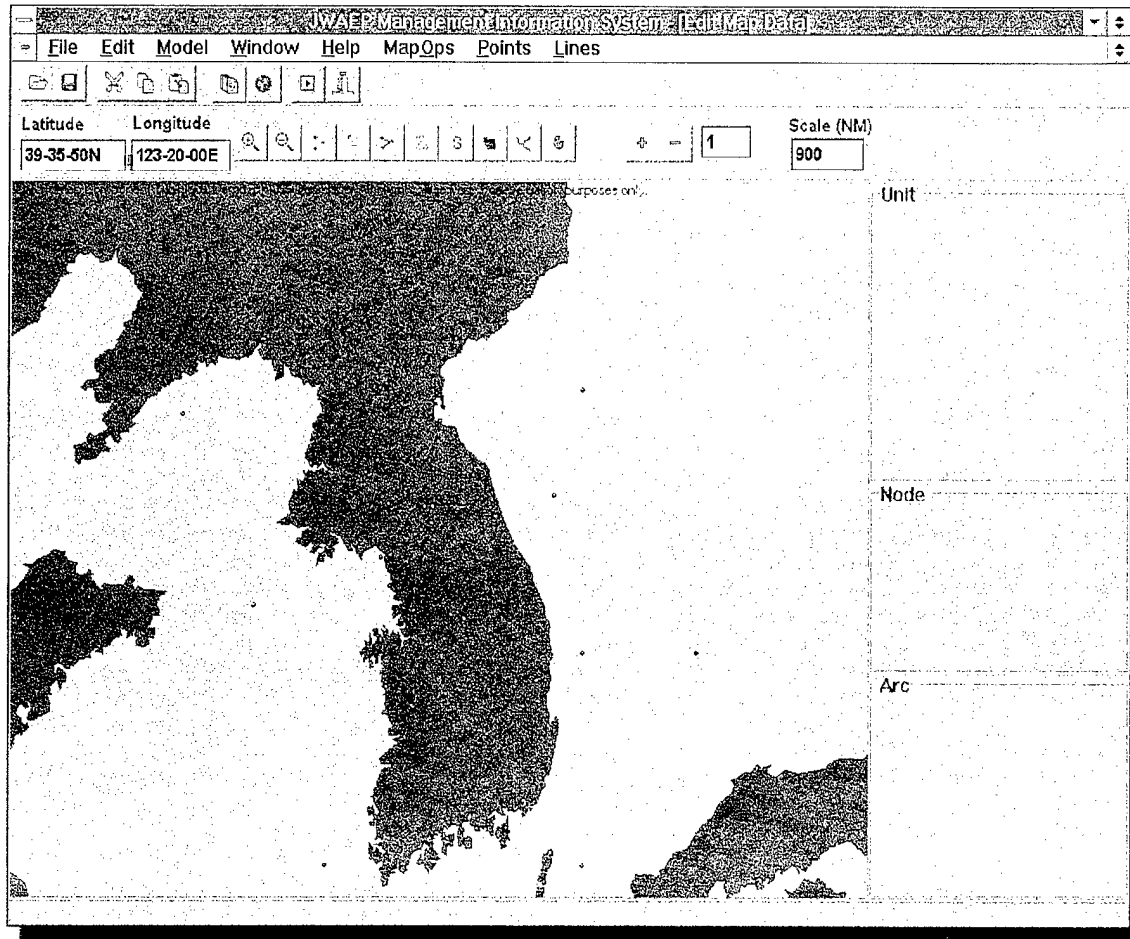 JWAEP Management Information System - [Edit Map Data]
File Edit Model Window Help MapOps Points Lines
Latitude Longitude Scale (NM)
39-35-50N 123-20-00E 1 900
purposes only.
Unit
Node
Arc